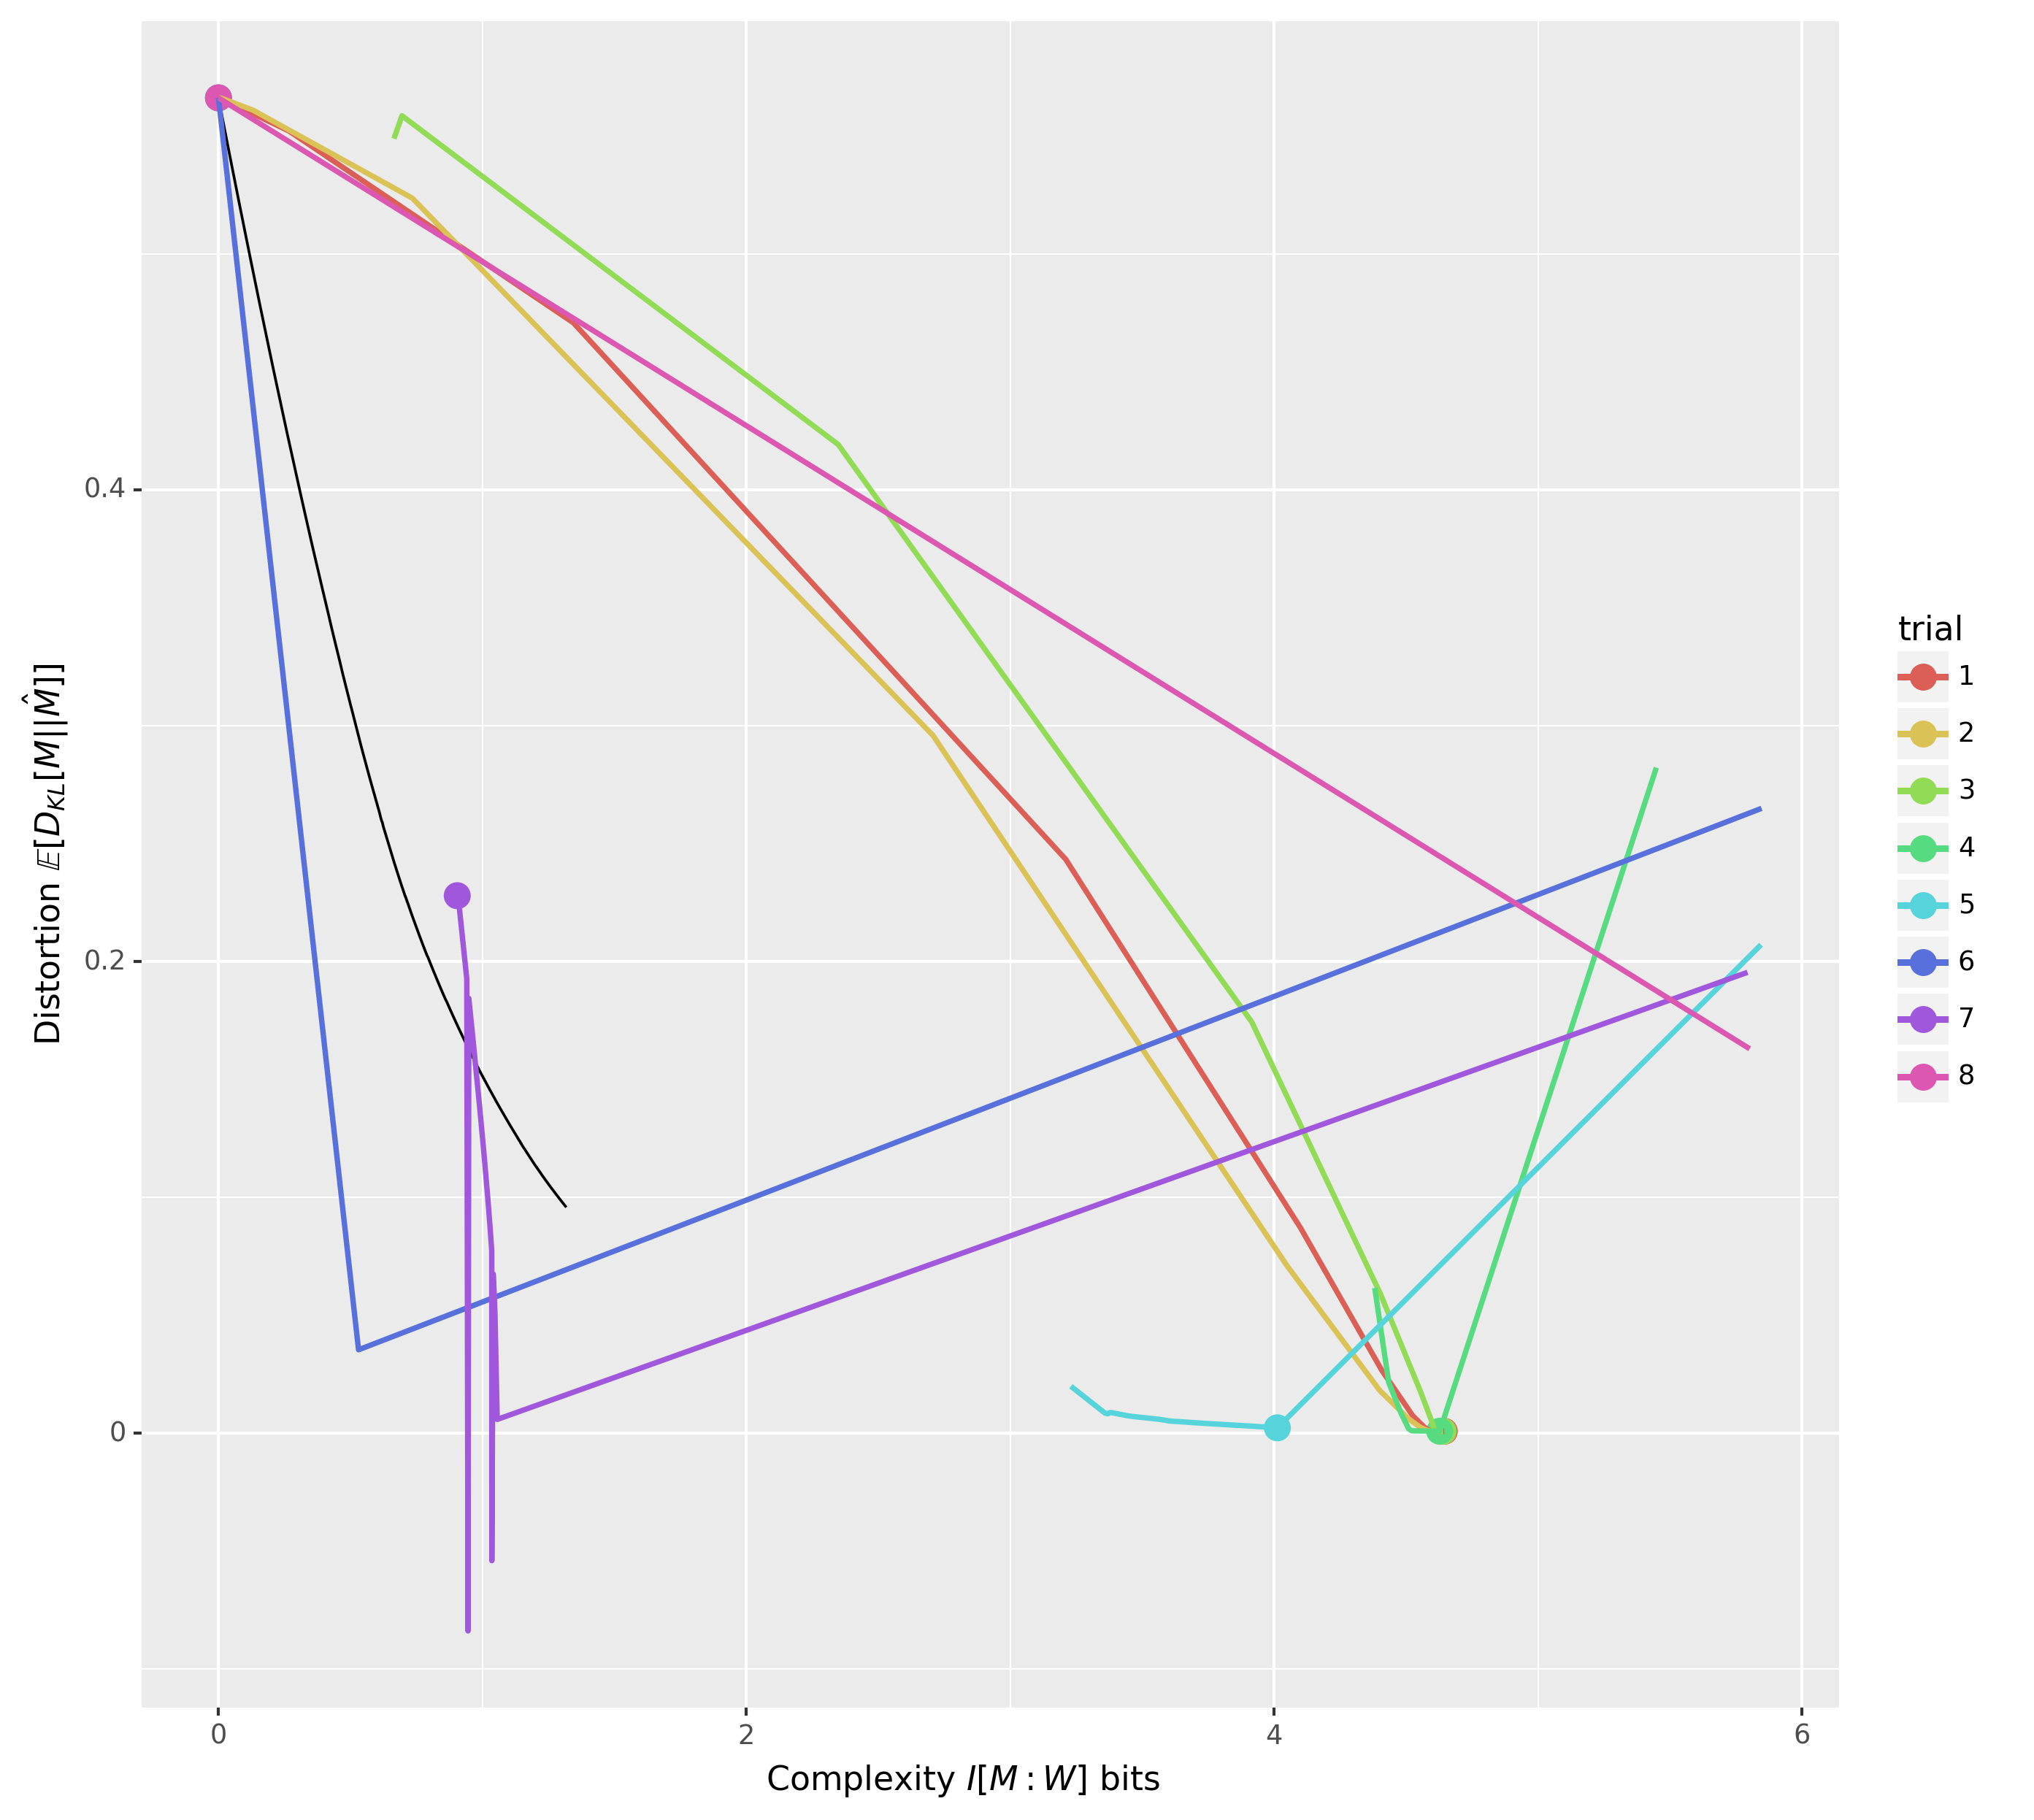 Distortion 𝔼[D_KL[M||M̂]]
0.4
0.2
0
0 2 4 6
Complexity I[M : W] bits
trial
1
2
3
4
5
6
7
8